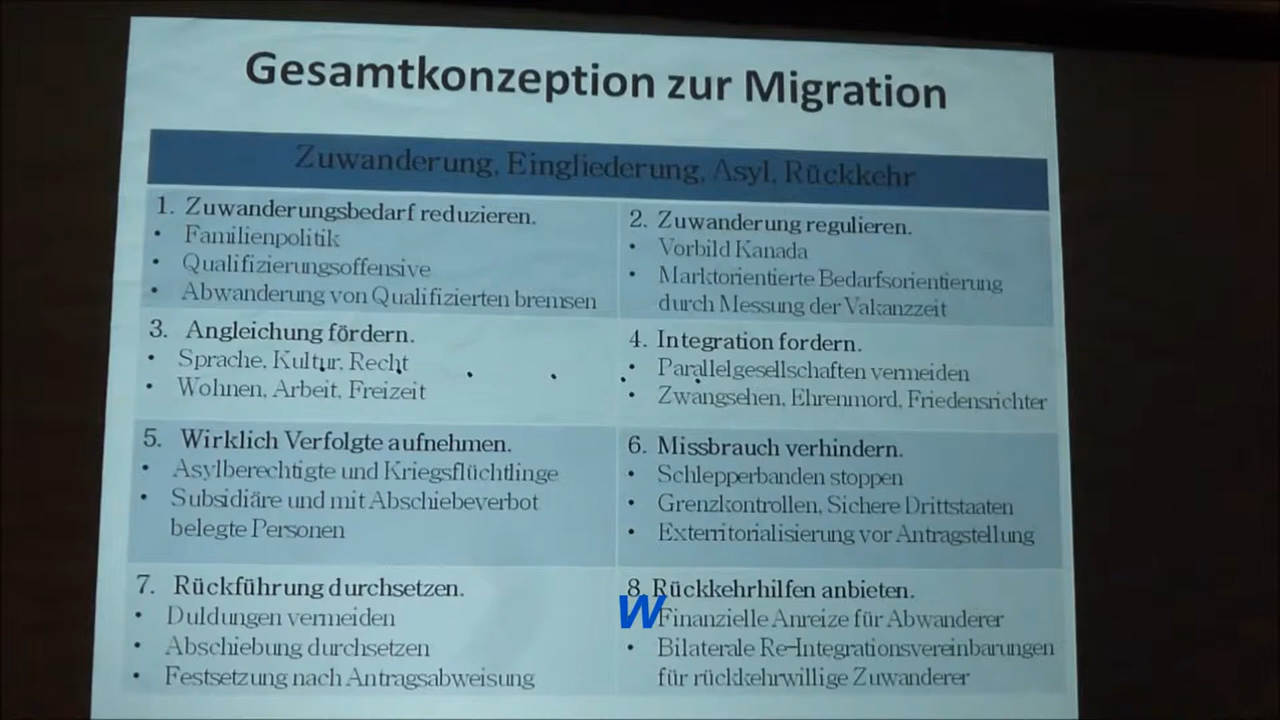 Gesamtkonzeption zur Migration
Zuwanderung, Eingliederung, Asyl, Rückkehr
1. Zuwanderungsbedarf reduzieren.
• Familienpolitik
• Qualifizierungsoffensive
• Abwanderung von Qualifizierten bremsen
2. Zuwanderung regulieren.
• Vorbild Kanada
• Marktorientierte Bedarfsorientierung
durch Messung der Vakanzzeit
3. Angleichung fördern.
• Sprache, Kultur, Recht
• Wohnen, Arbeit, Freizeit
4. Integration fordern.
• Parallelgesellschaften vermeiden
• Zwangsehen, Ehrenmord, Friedensrichter
5. Wirklich Verfolgte aufnehmen.
• Asylberechtigte und Kriegsflüchtlinge
• Subsidiäre und mit Abschiebeverbot
belegte Personen
6. Missbrauch verhindern.
• Schlepperbanden stoppen
• Grenzkontrollen, Sichere Drittstaaten
• Exterritorialisierung vor Antragstellung
7. Rückführung durchsetzen.
• Duldungen vermeiden
• Abschiebung durchsetzen
• Festsetzung nach Antragsabweisung
8. Rückkehrhilfen anbieten.
W Finanzielle Anreize für Abwanderer
• Bilaterale Re-Integrationsvereinbarungen
für rückkehrwillige Zuwanderer